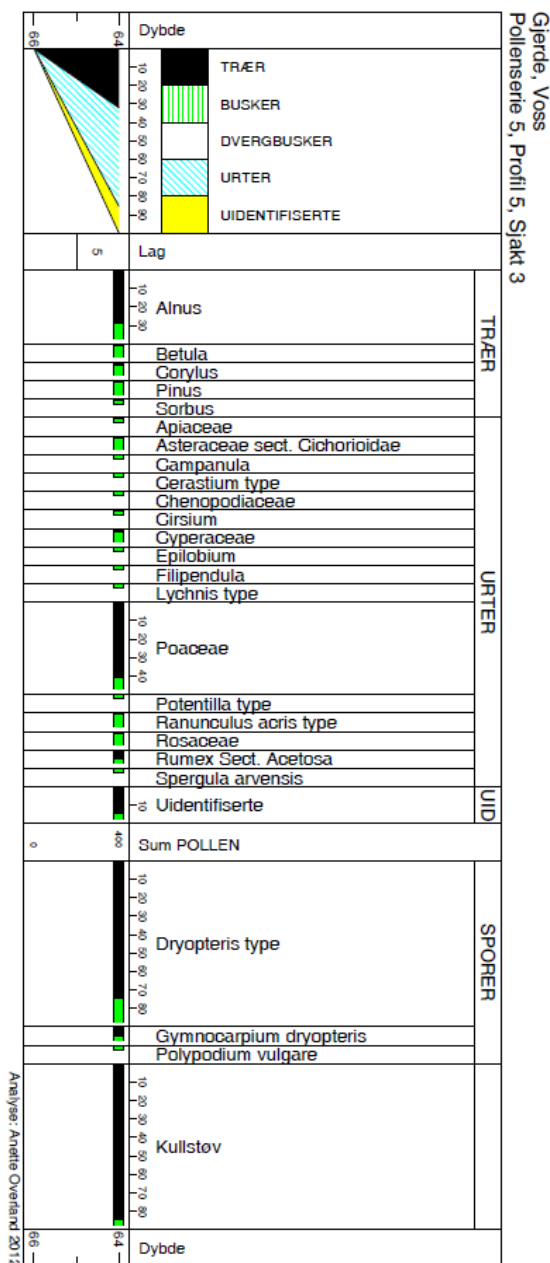 Gjerde, Voss
Pollenserie 5, Profil 5, Sjakt 3
66 64 Dybde
10 20 30 40 50 60 70 80 90
TRÆR
BUSKER
DVERGBUSKER
URTER
UIDENTIFISERTE
5 Lag
TRÆR
10 20 30 Alnus
Betula
Corylus
Pinus
Sorbus
URTER
Apiaceae
Asteraceae sect. Cichorioidae
Campanula
Cerastium type
Chenopodiaceae
Cirsium
Cyperaceae
Epilobium
Filipendula
Lychnis type
10 20 30 40 Poaceae
Potentilla type
Ranunculus acris type
Rosaceae
Rumex Sect. Acetosa
Spergula arvensis
UID
10 Uidentifiserte
0 400 Sum POLLEN
SPORER
10 20 30 40 50 60 70 80 Dryopteris type
Gymnocarpium dryopteris
Polypodium vulgare
10 20 30 40 50 60 70 80 Kullstøv
66 64 Dybde
Analyse: Anette Overland 2012